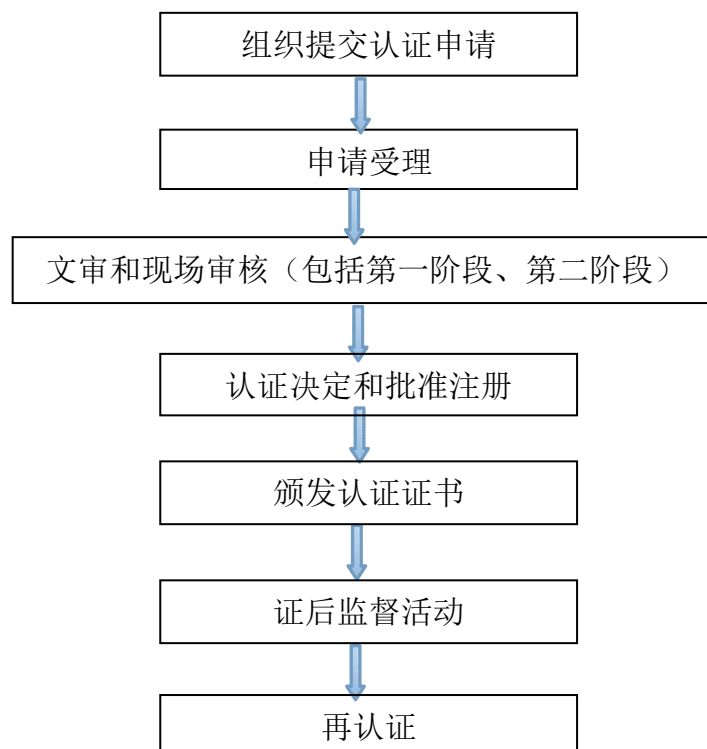 组织提交认证申请
申请受理
文审和现场审核（包括第一阶段、第二阶段）
认证决定和批准注册
颁发认证证书
证后监督活动
再认证